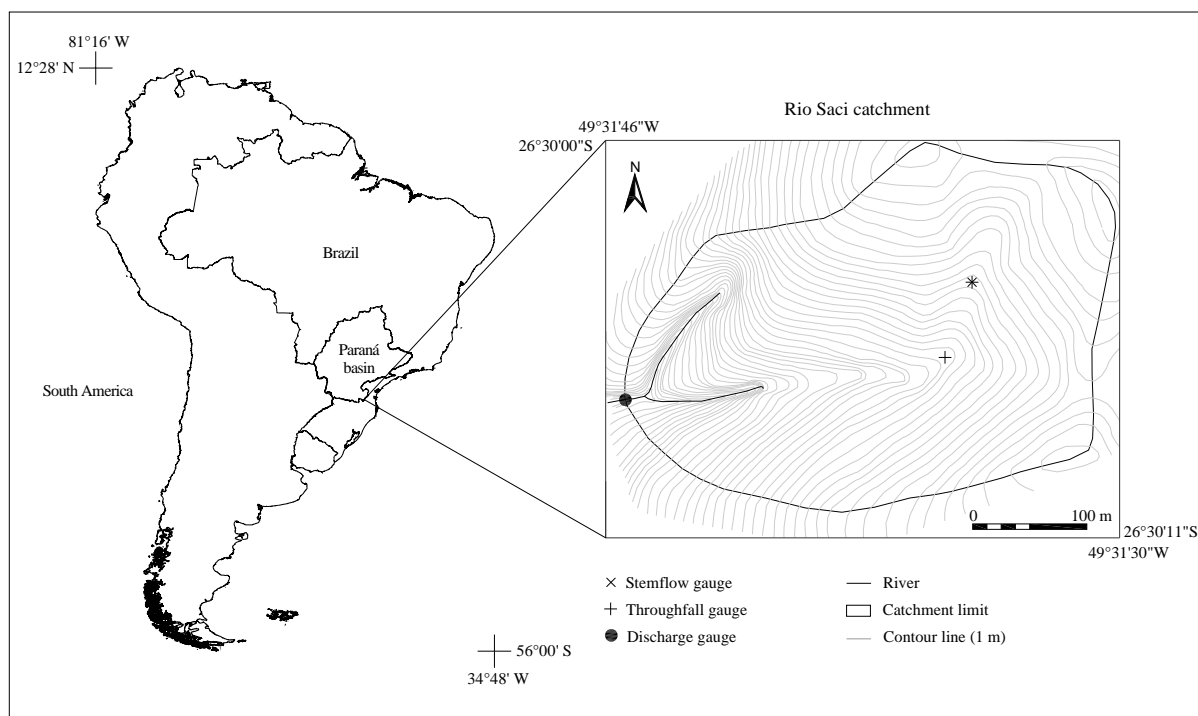 81°16' W
12°28' N
Rio Saci catchment
49°31'46"W
26°30'00"S
N
Brazil
Paraná
basin
South America
0 100 m
26°30'11"S
49°31'30"W
Stemflow gauge
Throughfall gauge
Discharge gauge
River
Catchment limit
Contour line (1 m)
56°00' S
34°48' W